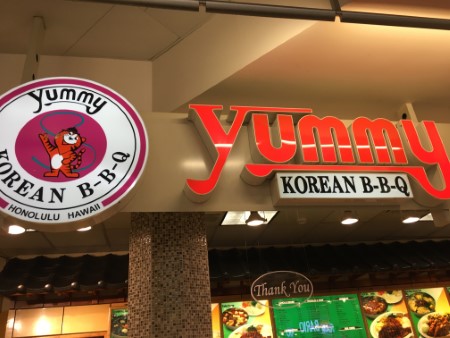 Yummy
KOREAN B-B-Q
HONOLULU HAWAII
Yummy
KOREAN B-B-Q
Thank You